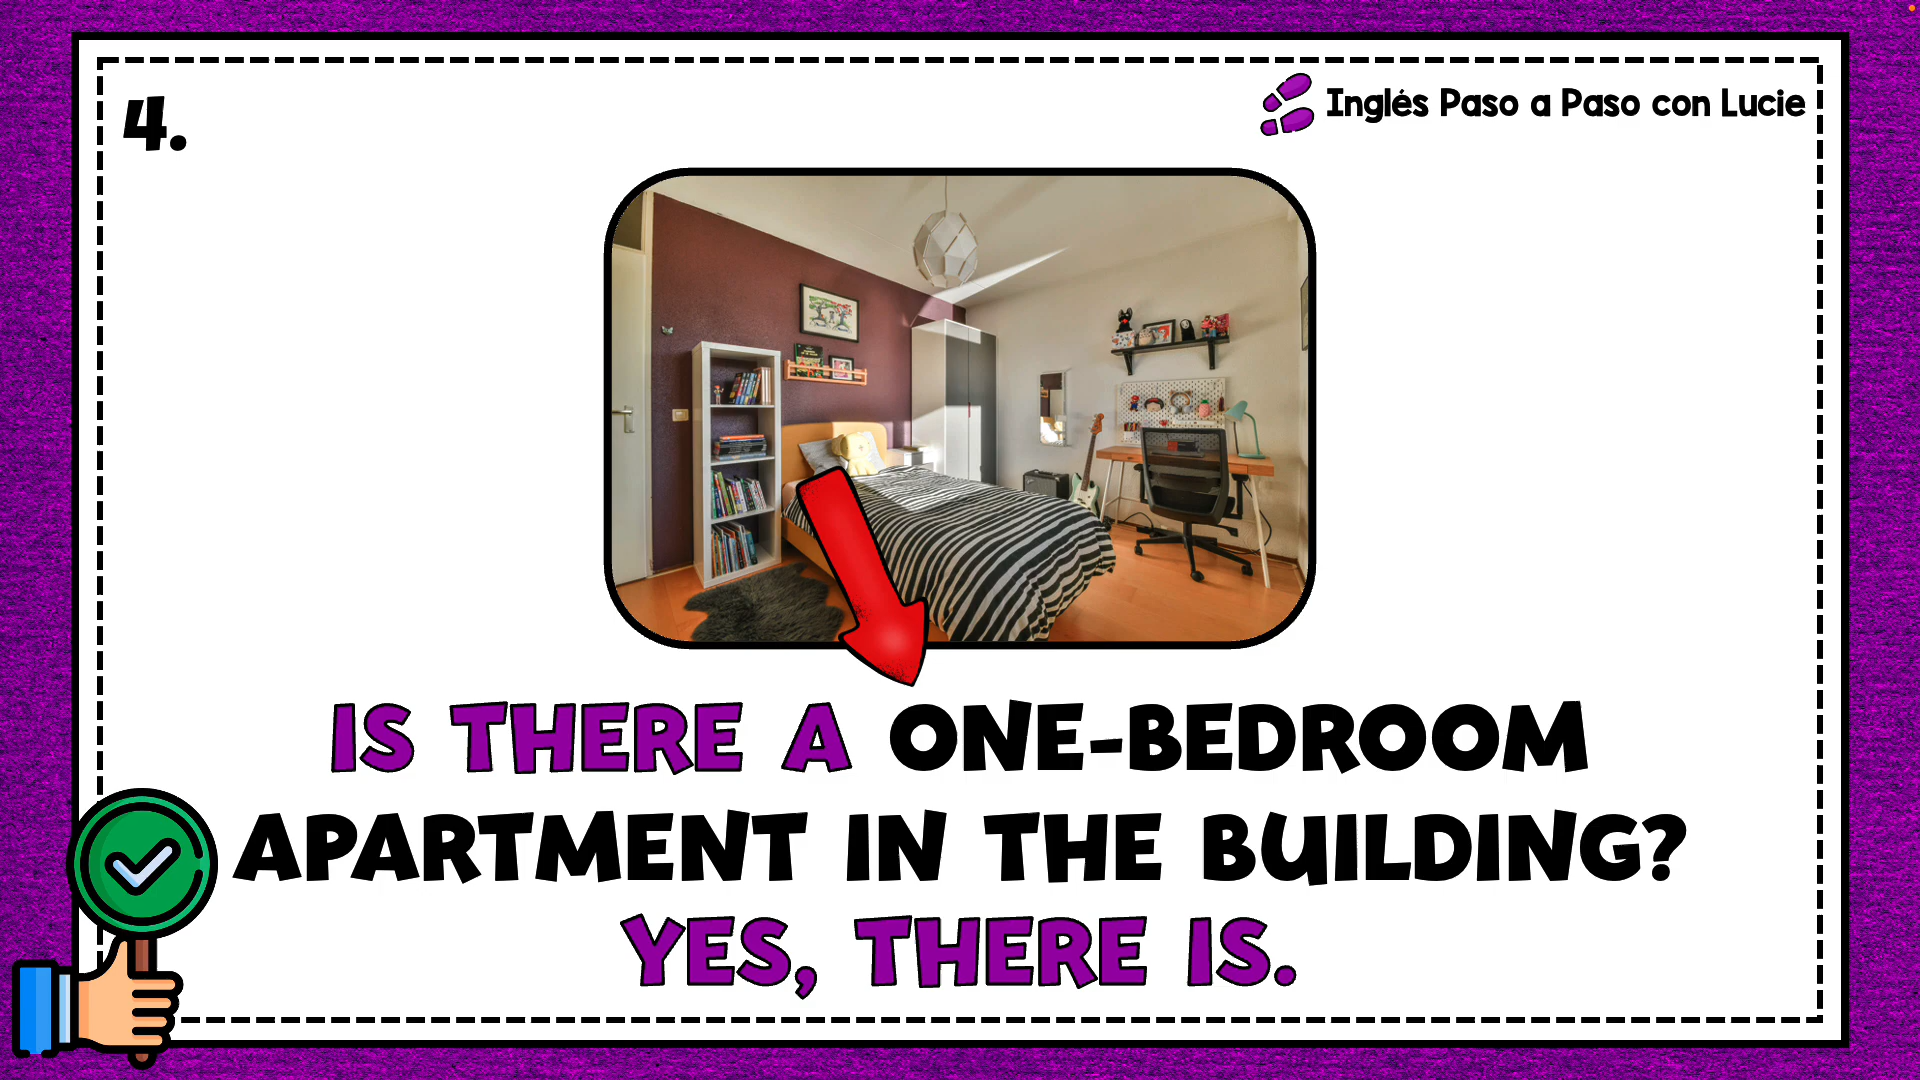 4.
Inglés Paso a Paso con Lucie
IS THERE A ONE-BEDROOM
APARTMENT IN THE BUILDING?
YES, THERE IS.